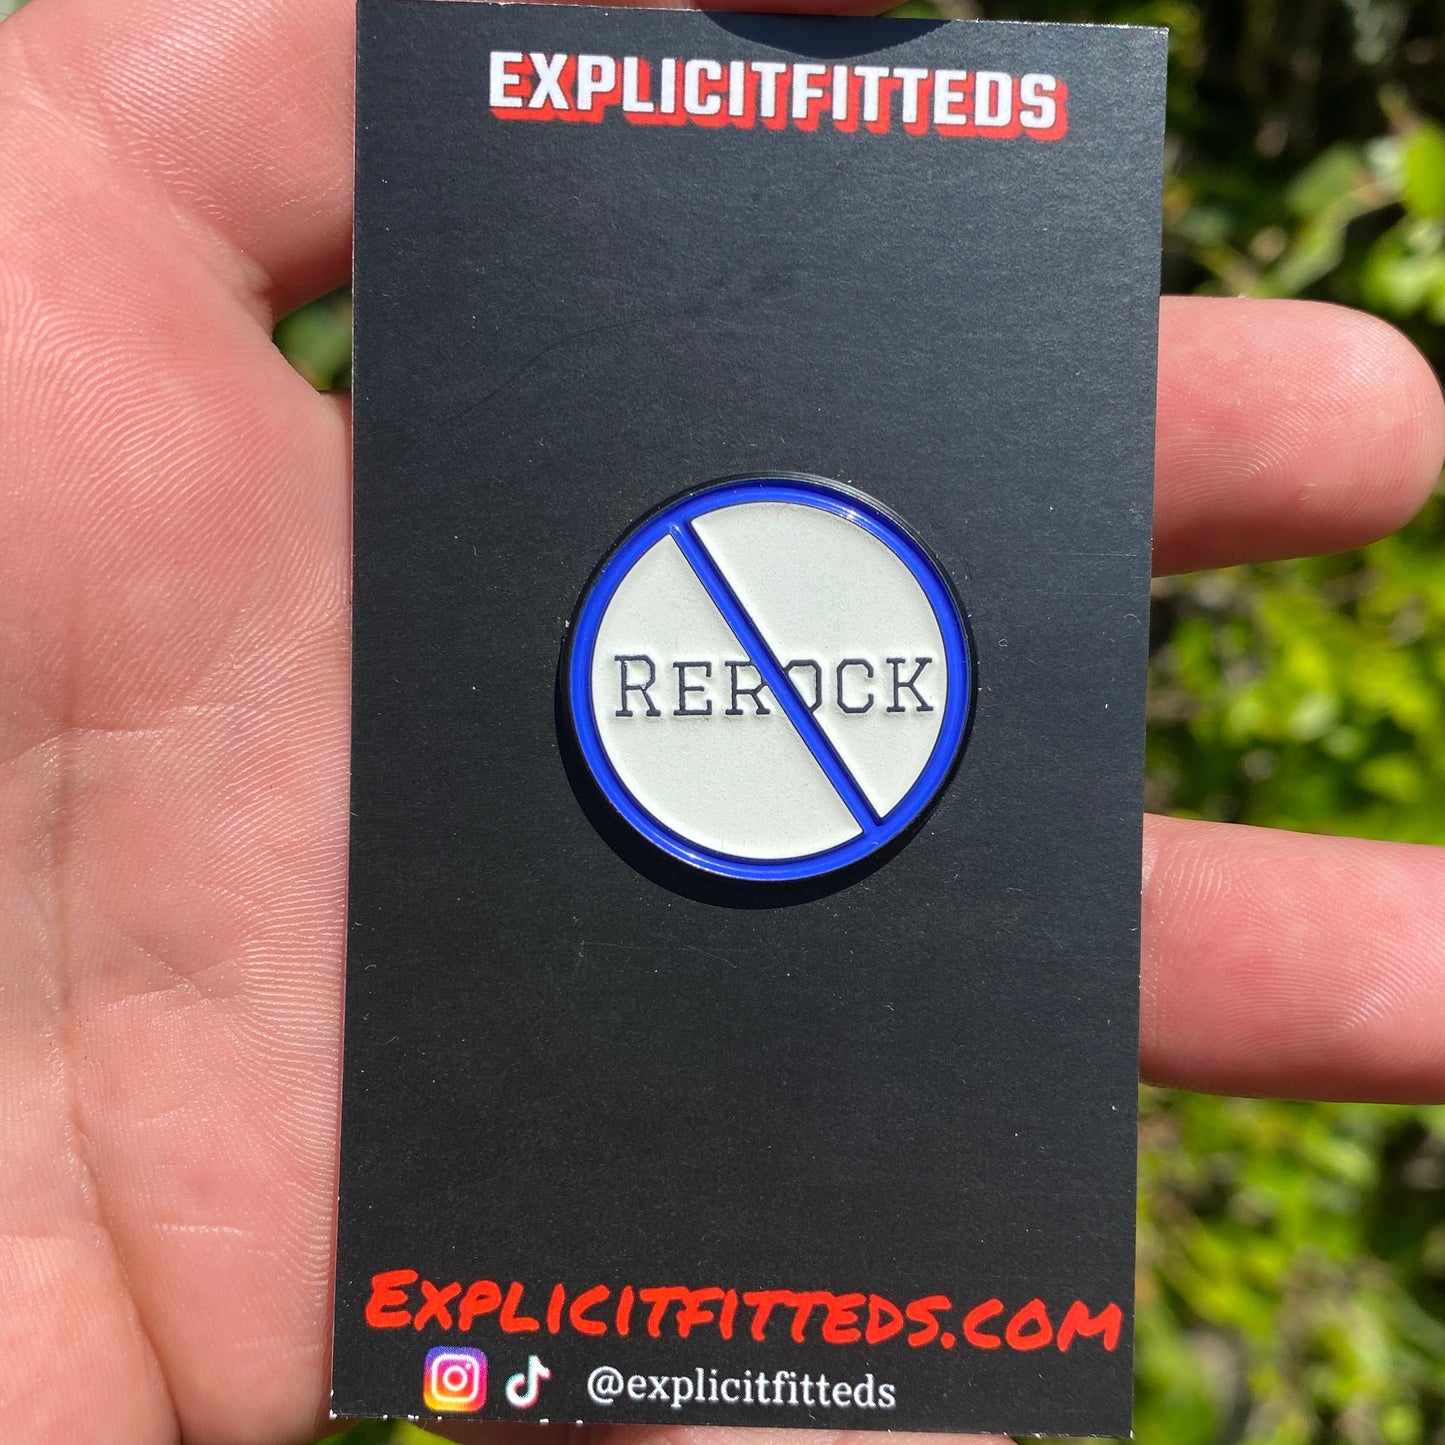 EXPLICITFITTEDS
REROCK
EXPLICITFITTEDS.COM
@explicitfitteds